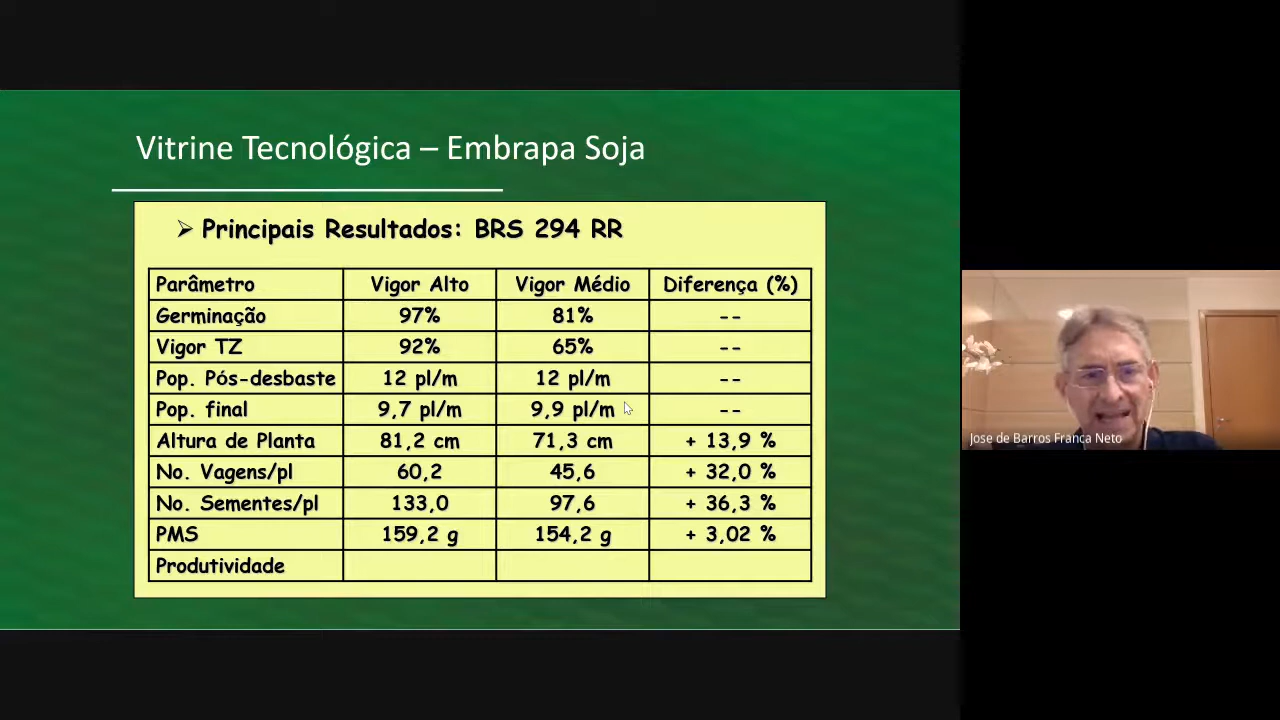 Vitrine Tecnológica – Embrapa Soja
➢ Principais Resultados: BRS 294 RR
Parâmetro Vigor Alto Vigor Médio Diferença (%)
Germinação 97% 81% --
Vigor TZ 92% 65% --
Pop. Pós-desbaste 12 pl/m 12 pl/m --
Pop. final 9,7 pl/m 9,9 pl/m --
Altura de Planta 81,2 cm 71,3 cm + 13,9 %
No. Vagens/pl 60,2 45,6 + 32,0 %
No. Sementes/pl 133,0 97,6 + 36,3 %
PMS 159,2 g 154,2 g + 3,02 %
Produtividade
Jose de Barros Franca Neto